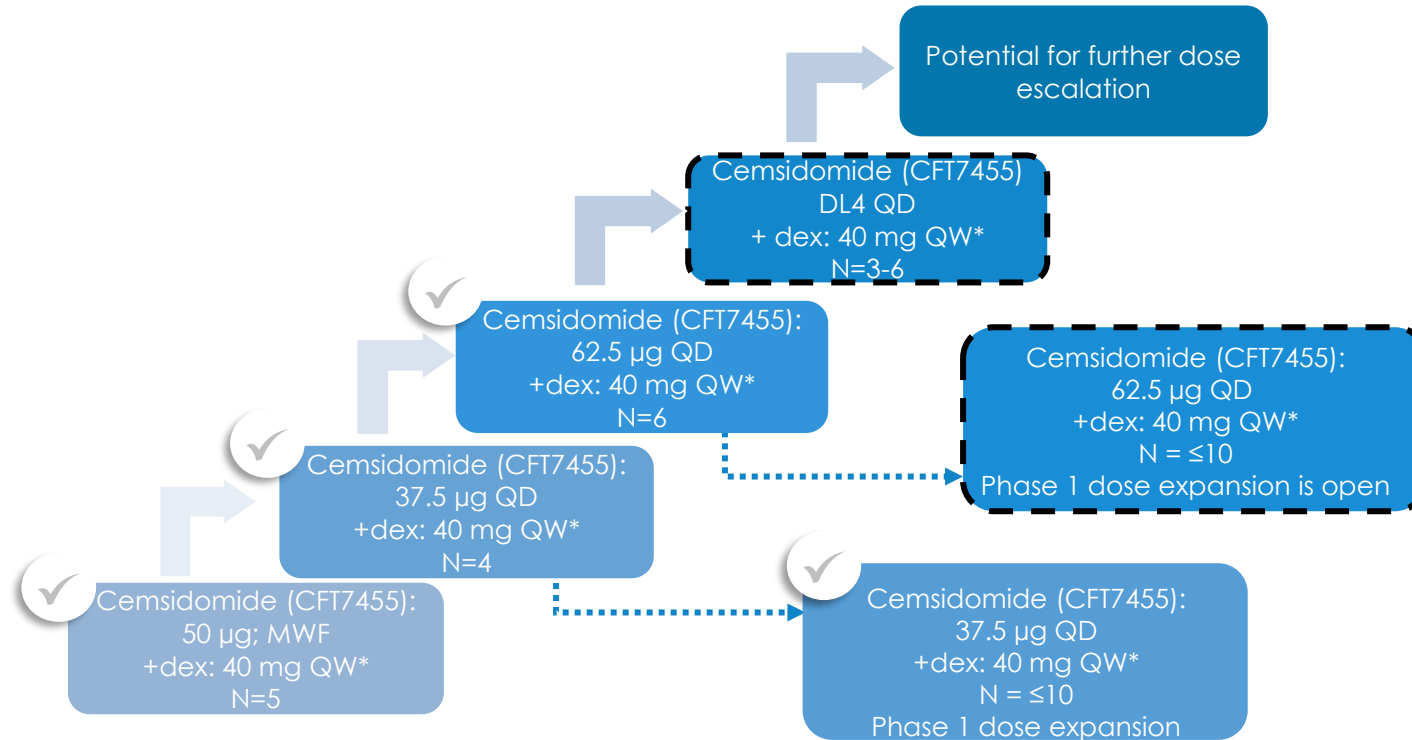 Potential for further dose
escalation
Cemsidomide (CFT7455)
DL4 QD
+ dex: 40 mg QW*
N=3-6
Cemsidomide (CFT7455):
62.5 µg QD
+dex: 40 mg QW*
N=6
Cemsidomide (CFT7455):
62.5 µg QD
+dex: 40 mg QW*
N = ≤10
Phase 1 dose expansion is open
Cemsidomide (CFT7455):
37.5 µg QD
+dex: 40 mg QW*
N=4
Cemsidomide (CFT7455):
50 µg; MWF
+dex: 40 mg QW*
N=5
Cemsidomide (CFT7455):
37.5 µg QD
+dex: 40 mg QW*
N = ≤10
Phase 1 dose expansion